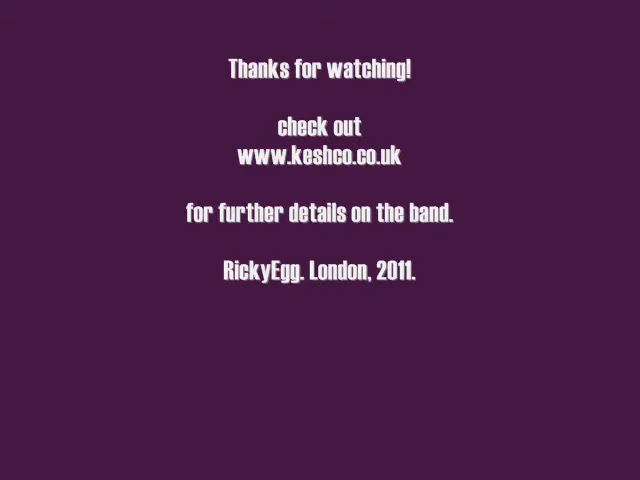 Thanks for watching!
check out
www.keshco.co.uk
for further details on the band.
RickyEgg. London, 2011.